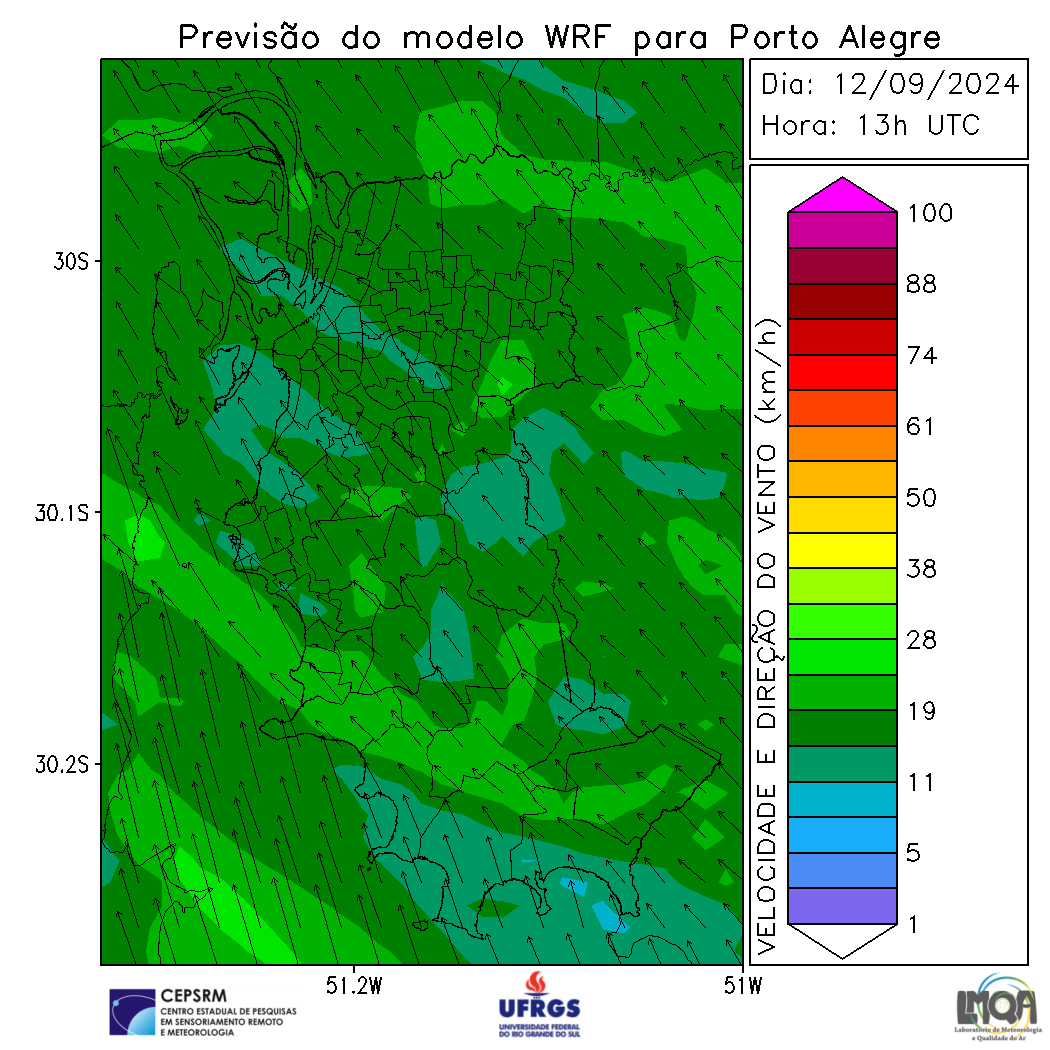 Previsão do modelo WRF para Porto Alegre
Dia: 12/09/2024
Hora: 13h UTC
30S
30.1S
30.2S
51.2W
51W
VELOCIDADE E DIREÇÃO DO VENTO (km/h)
100
88
74
61
50
38
28
19
11
5
1
CEPSRM
CENTRO ESTADUAL DE PESQUISAS
EM SENSORIAMENTO REMOTO
E METEOROLOGIA
UFRGS
UNIVERSIDADE FEDERAL
DO RIO GRANDE DO SUL
LMQA
Laboratório de Meteorologia
e Qualidade do Ar